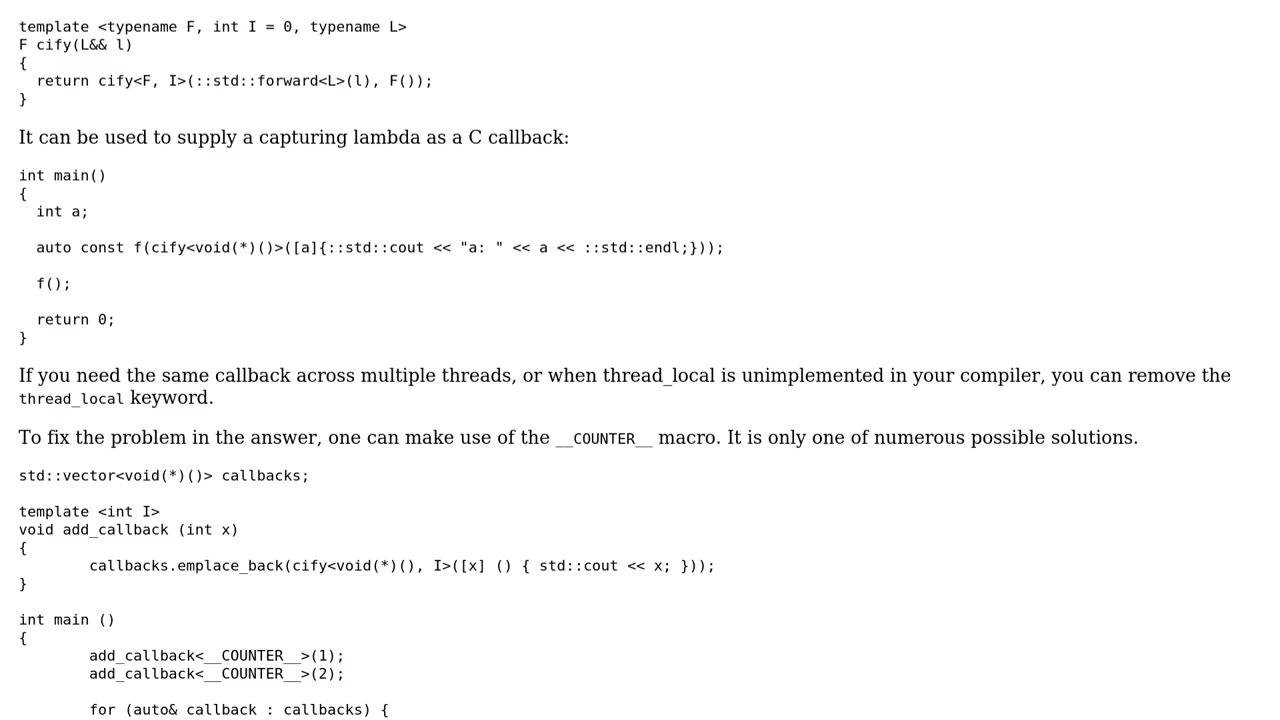 template <typename F, int I = 0, typename L>
F cify(L&& l)
{
  return cify<F, I>(::std::forward<L>(l), F());
}
It can be used to supply a capturing lambda as a C callback:
int main()
{
  int a;
  auto const f(cify<void(*)()>([a]{::std::cout << "a: " << a << ::std::endl;}));
  f();
  return 0;
}
If you need the same callback across multiple threads, or when thread_local is unimplemented in your compiler, you can remove the
thread_local keyword.
To fix the problem in the answer, one can make use of the __COUNTER__ macro. It is only one of numerous possible solutions.
std::vector<void(*)()> callbacks;
template <int I>
void add_callback (int x)
{
        callbacks.emplace_back(cify<void(*)(), I>([x] () { std::cout << x; }));
}
int main ()
{
        add_callback<__COUNTER__>(1);
        add_callback<__COUNTER__>(2);
        for (auto& callback : callbacks) {